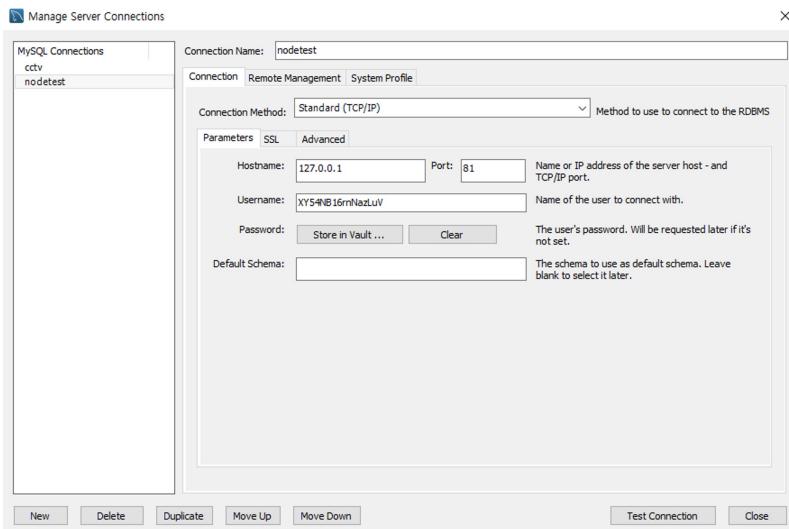 Manage Server Connections
MySQL Connections
cctv
nodetest
Connection Name: nodetest
Connection Remote Management System Profile
Connection Method: Standard (TCP/IP) Method to use to connect to the RDBMS
Parameters SSL Advanced
Hostname: 127.0.0.1 Port: 81 Name or IP address of the server host - and
TCP/IP port.
Username: XY54NB16rnNazLuV Name of the user to connect with.
Password: Store in Vault ... Clear The user's password. Will be requested later if it's
not set.
Default Schema: The schema to use as default schema. Leave
blank to select it later.
New Delete Duplicate Move Up Move Down Test Connection Close